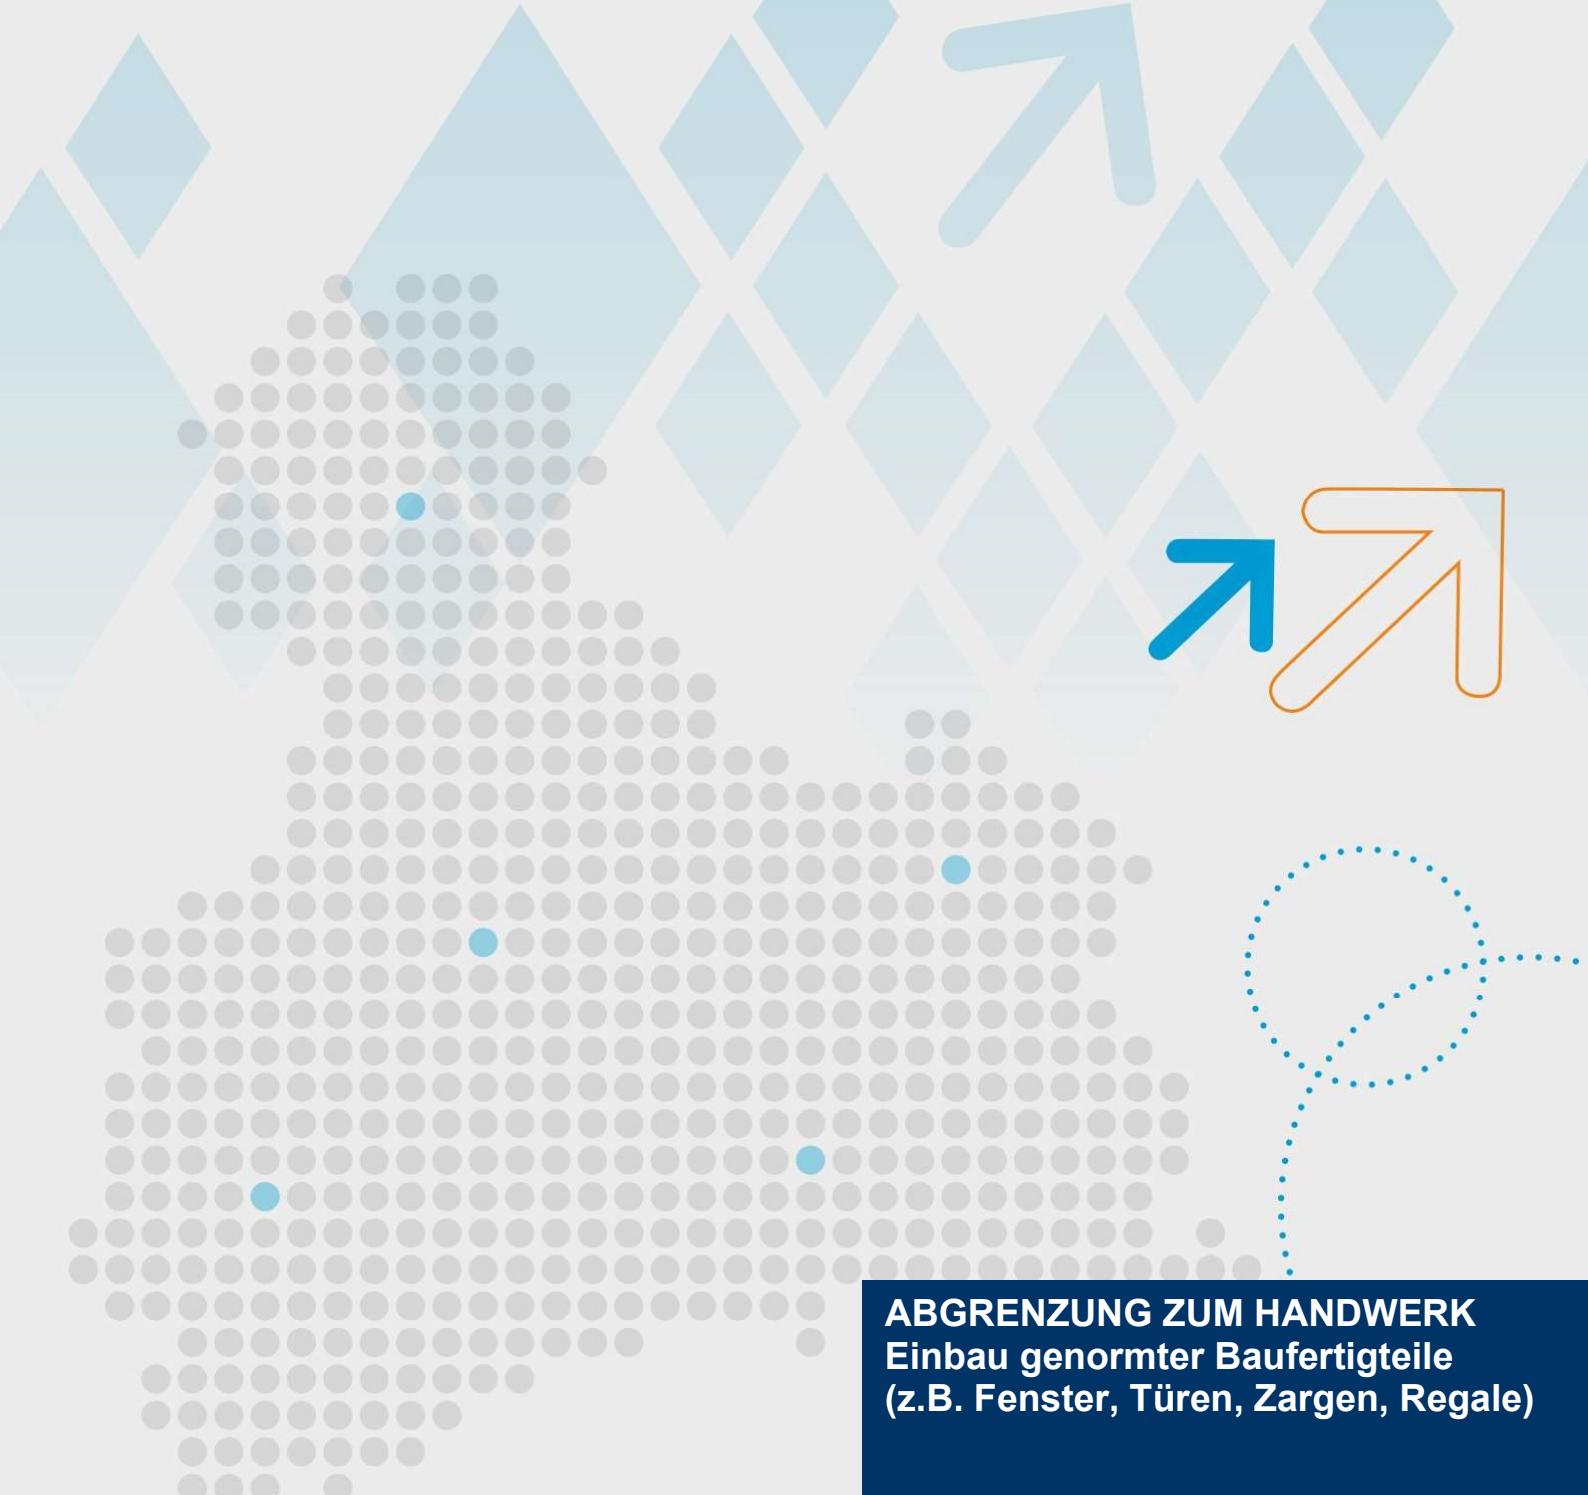 ABGRENZUNG ZUM HANDWERK
Einbau genormter Baufertigteile
(z.B. Fenster, Türen, Zargen, Regale)